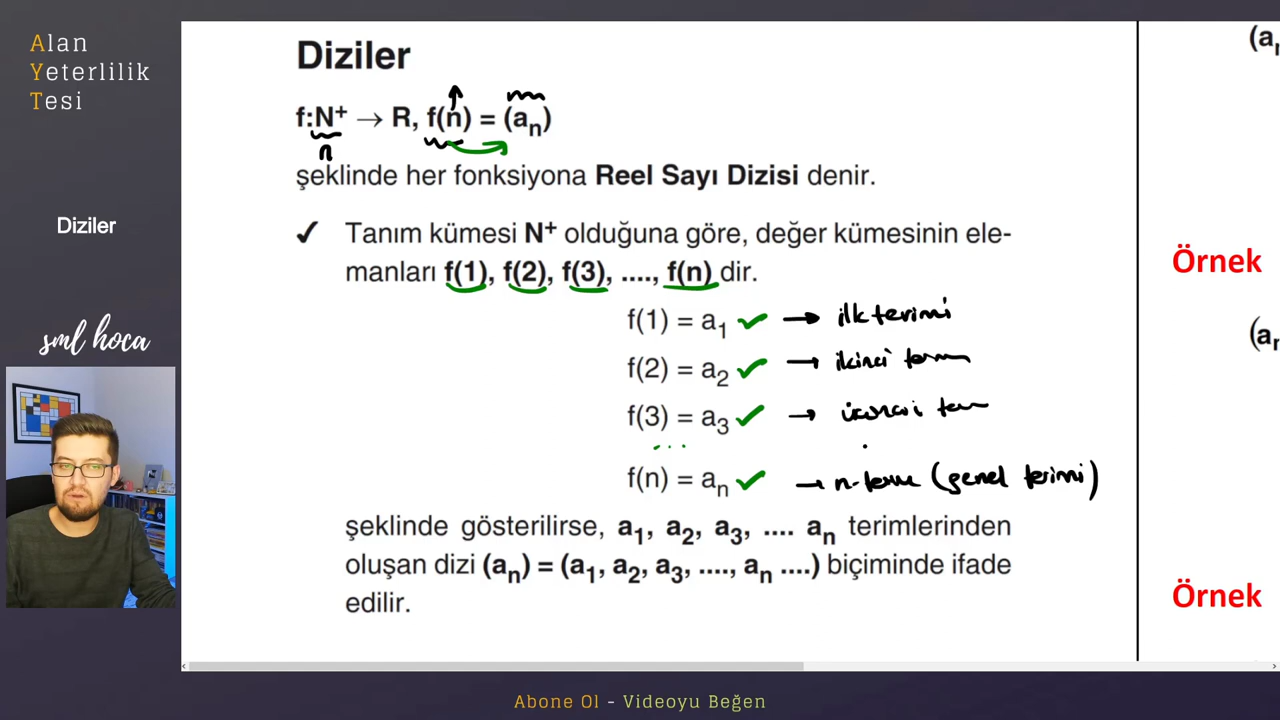 Alan
Yeterlilik
Tesi
Diziler
sml hoca
Diziler
f:N⁺ → R, f(n) = (aₙ)
n
şeklinde her fonksiyona Reel Sayı Dizisi denir.
✓ Tanım kümesi N⁺ olduğuna göre, değer kümesinin ele-
manları f(1), f(2), f(3), ...., f(n) dir.
f(1) = a₁ ✓ → ilk terimi
f(2) = a₂ ✓ → ikinci terim
f(3) = a₃ ✓ →
f(n) = aₙ ✓ → (genel terimi)
şeklinde gösterilirse, a₁, a₂, a₃, .... aₙ terimlerinden
oluşan dizi (aₙ) = (a₁, a₂, a₃, ...., aₙ ....) biçiminde ifade
edilir.
(aₙ
Örnek
(aₙ
Örnek
Abone Ol - Videoyu Beğen